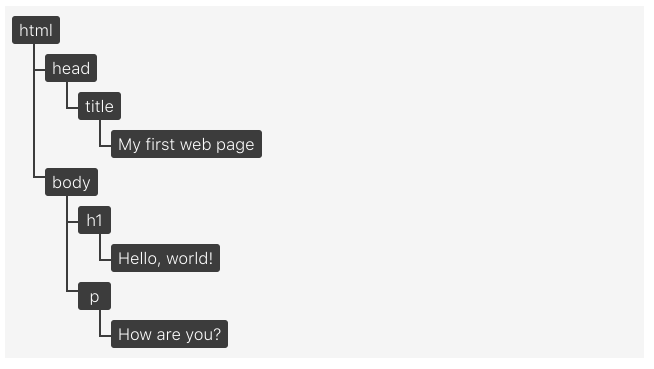 html
head
title
My first web page
body
h1
Hello, world!
p
How are you?